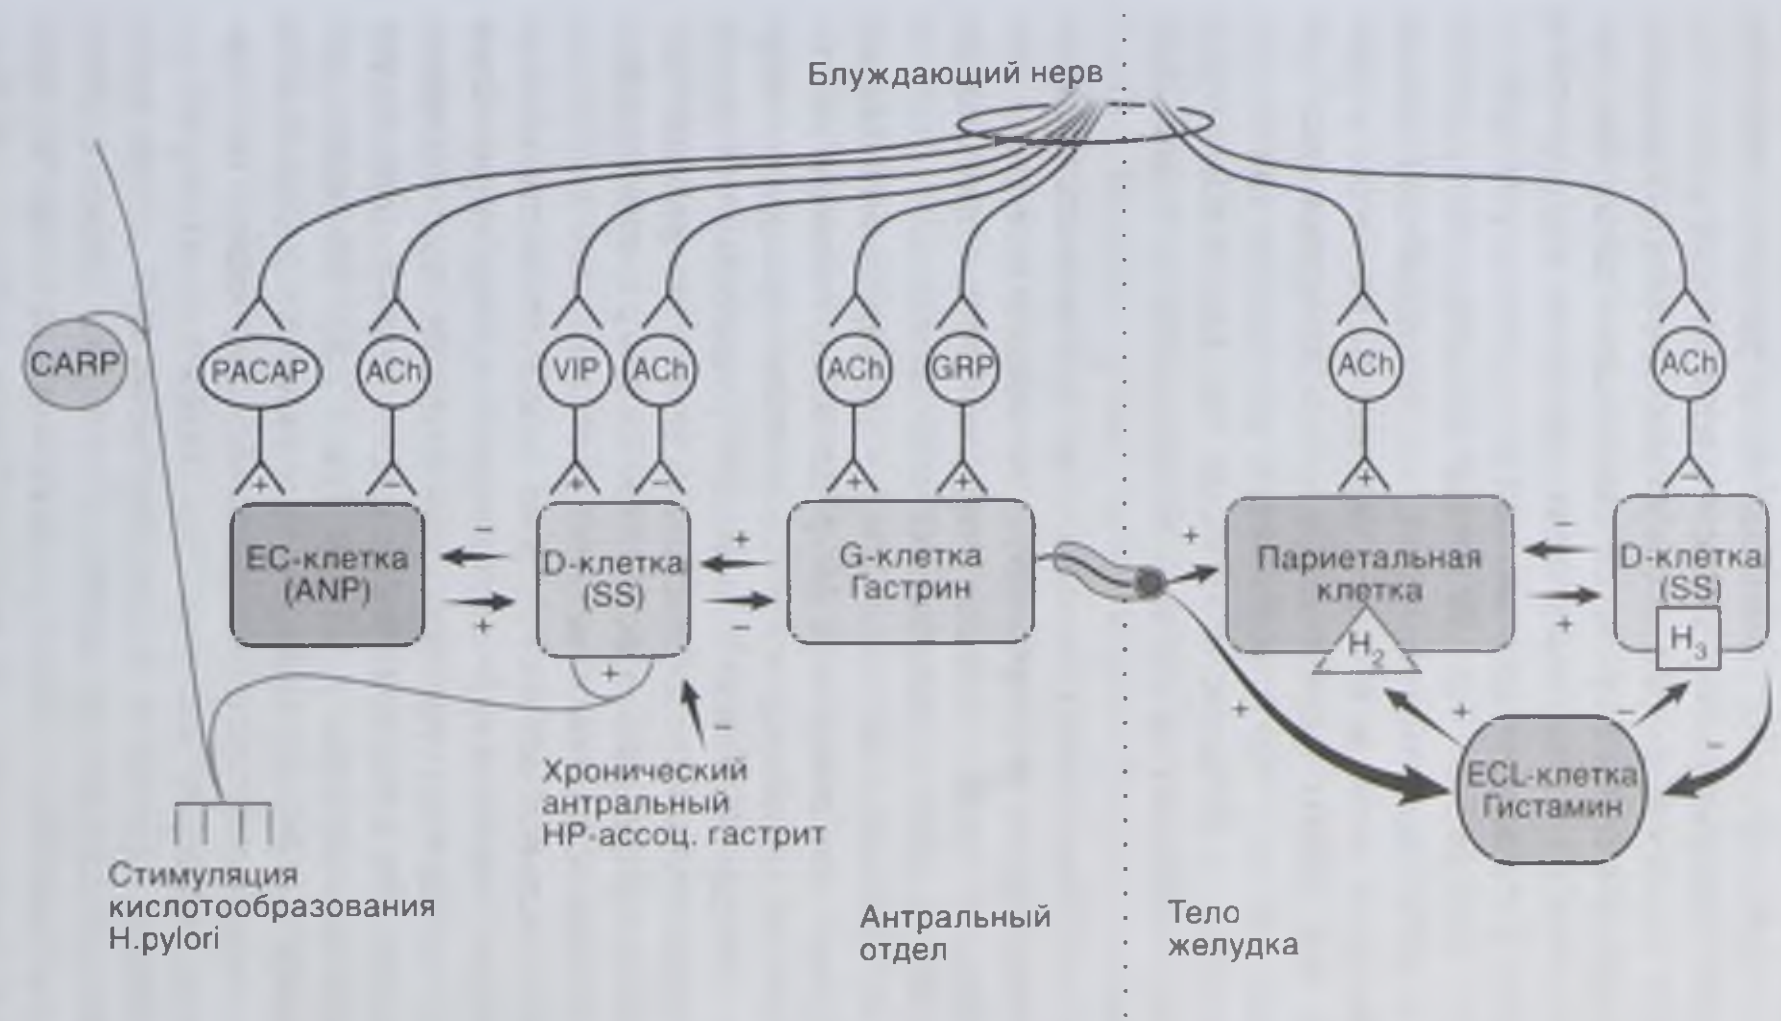 Блуждающий нерв
CARP
PACAP
ACh
VIP
ACh
ACh
GRP
ACh
ACh
+
−
+
−
+
+
+
−
EC-клетка
(ANP)
−
+
D-клетка
(SS)
+
−
G-клетка
Гастрин
+
Париетальная
клетка
H2
−
+
D-клетка
(SS)
H3
+
−
Хронический
антральный
HP-ассоц. гастрит
+
+
−
−
ECL-клетка
Гистамин
Стимуляция
кислотообразования
H.pylori
Антральный
отдел
Тело
желудка